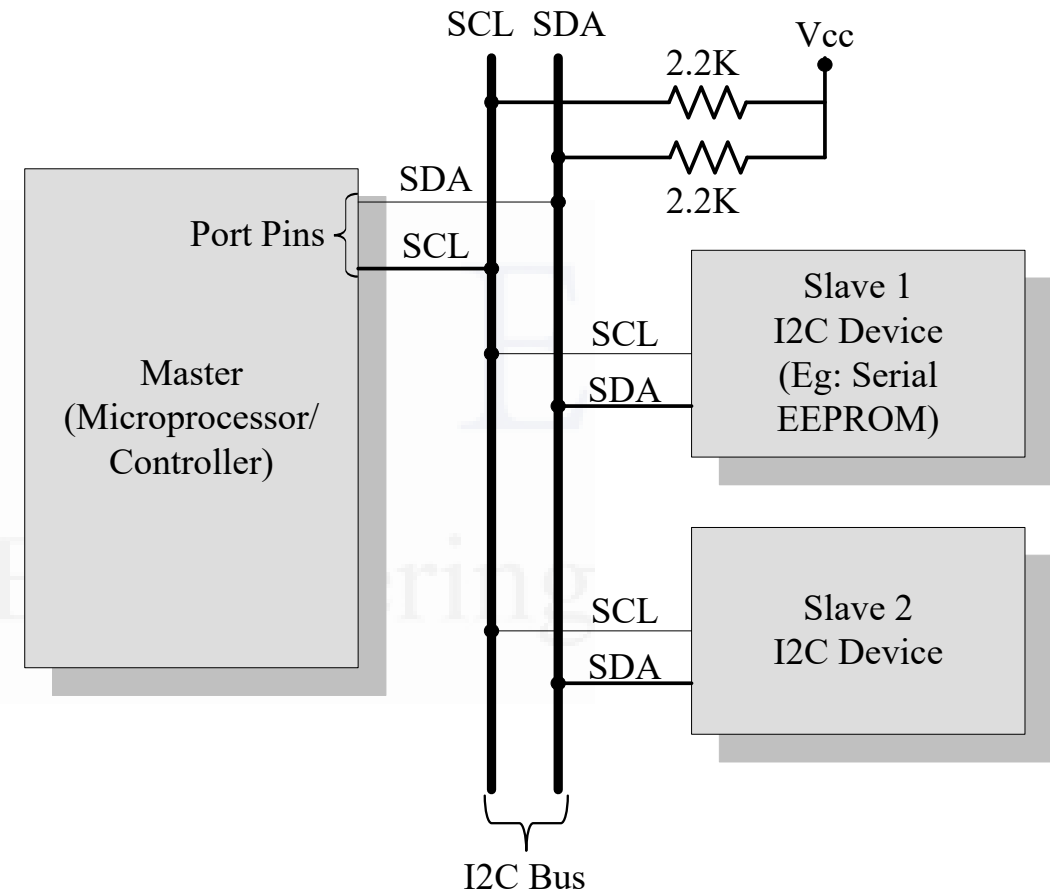 SCL SDA
Vcc
2.2K
2.2K
SDA
Port Pins
SCL
Master
(Microprocessor/
Controller)
Slave 1
I2C Device
(Eg: Serial
EEPROM)
SCL
SDA
Slave 2
I2C Device
SCL
SDA
I2C Bus
E
ering